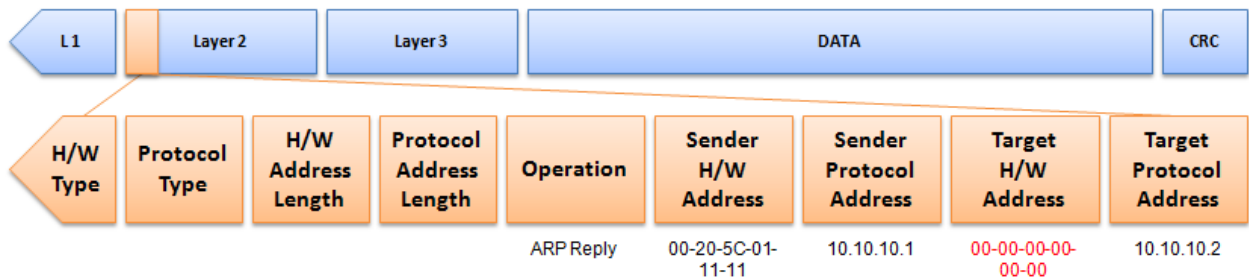 L 1
Layer 2
Layer 3
DATA
CRC
H/W
Type
Protocol
Type
H/W
Address
Length
Protocol
Address
Length
Operation
Sender
H/W
Address
Sender
Protocol
Address
Target
H/W
Address
Target
Protocol
Address
ARP Reply
00-20-5C-01-
11-11
10.10.10.1
00-00-00-00-
00-00
10.10.10.2